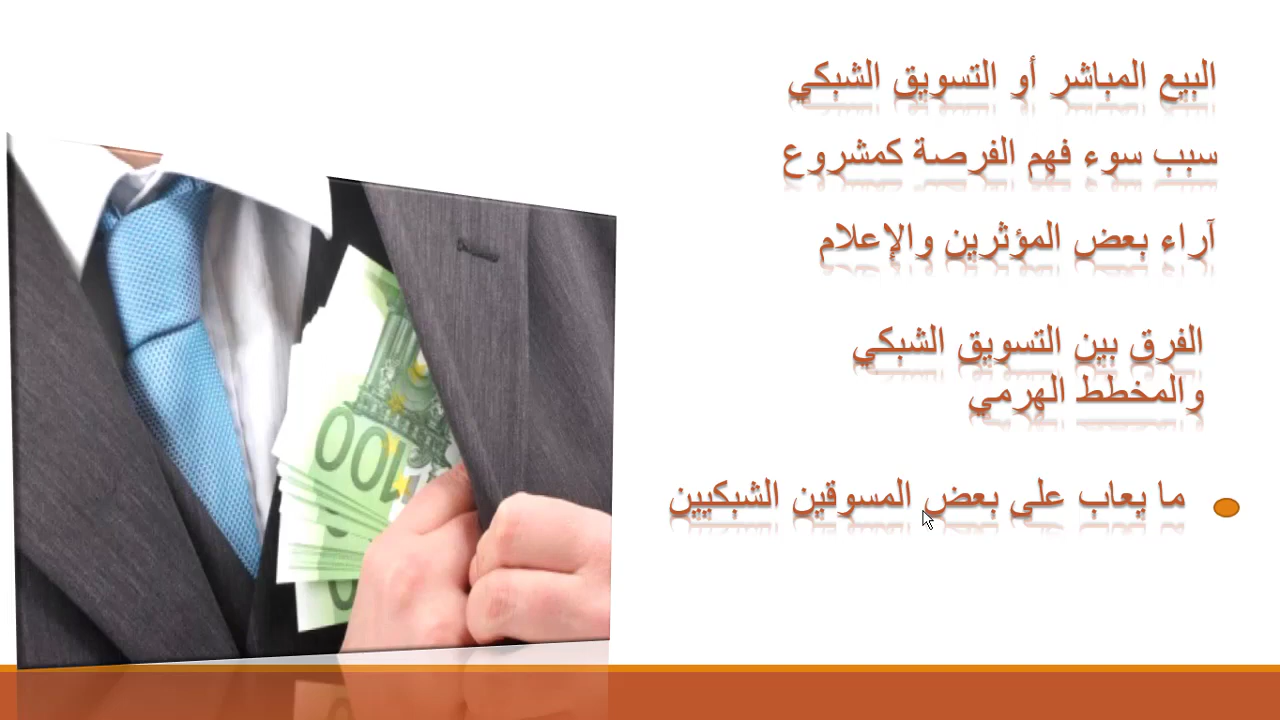 البيع المباشر أو التسويق الشبكي
سبب سوء فهم الفرصة كمشروع
آراء بعض المؤثرين والإعلام
الفرق بين التسويق الشبكي
والمخطط الهرمي
ما يعاب على بعض المسوقين الشبكيين
100